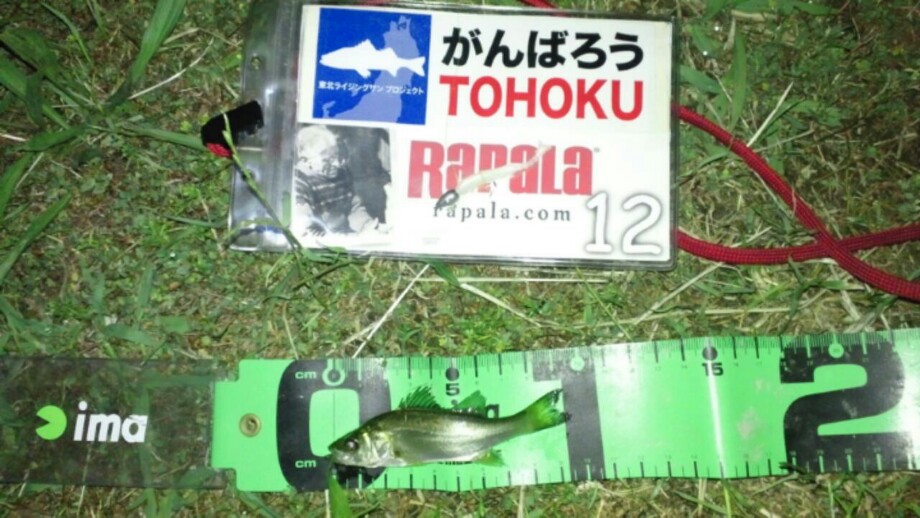 東北ライジングサン プロジェクト
がんばろう
TOHOKU
Rapala
rapala.com
12
ima
cm 0 5 1 15 2
cm